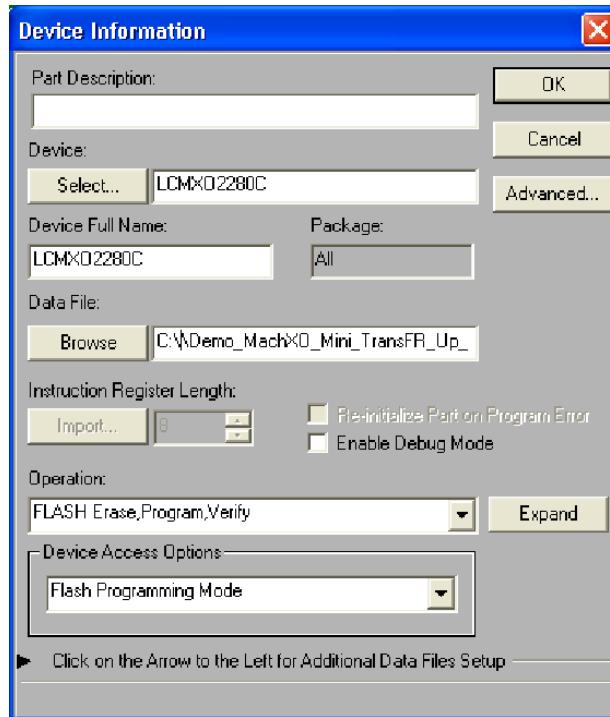 Device Information
Part Description:
OK
Device:
Cancel
Select... LCMXO2280C
Advanced...
Device Full Name: Package:
LCMXO2280C All
Data File:
Browse C:\\Demo_MachXO_Mini_TransFR_Up_
Instruction Register Length:
Import... 8 Re-initialize Part on Program Error
Enable Debug Mode
Operation:
FLASH Erase,Program,Verify Expand
Device Access Options
Flash Programming Mode
Click on the Arrow to the Left for Additional Data Files Setup